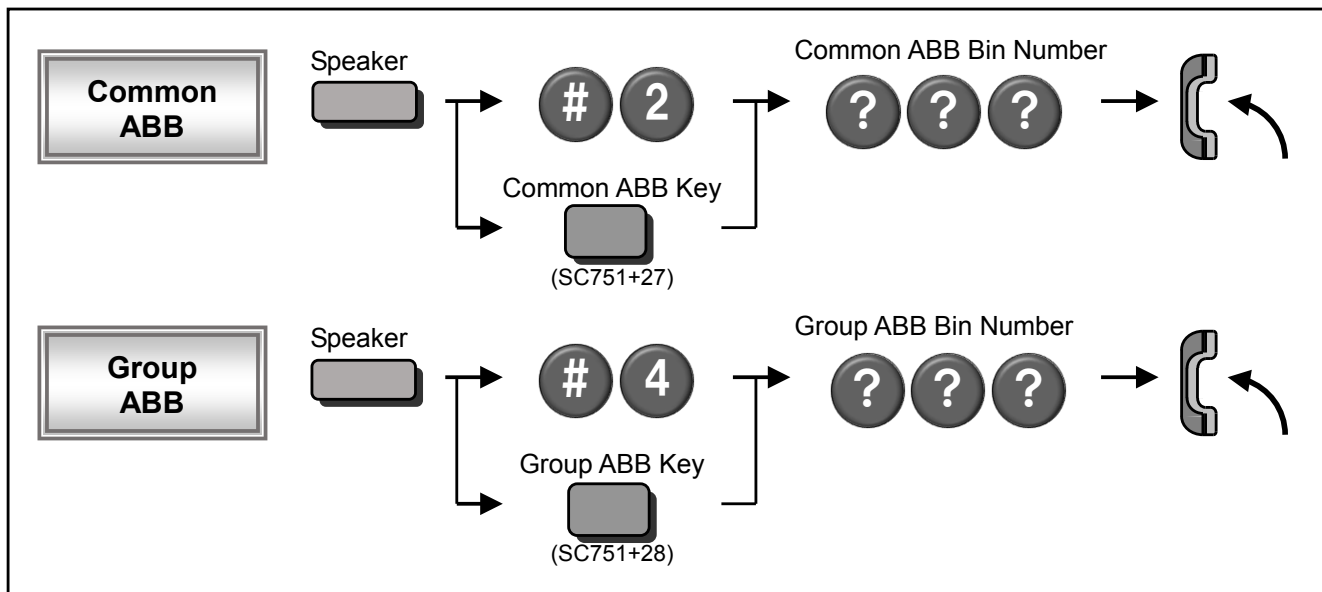 Common
ABB
Speaker
# 2
Common ABB Key
(SC751+27)
Common ABB Bin Number
? ? ?
Group
ABB
Speaker
# 4
Group ABB Key
(SC751+28)
Group ABB Bin Number
? ? ?